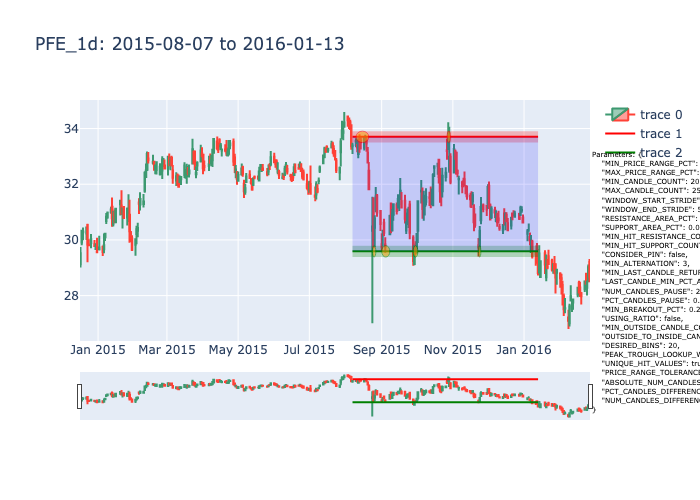 PFE_1d: 2015-08-07 to 2016-01-13
34
32
30
28
Jan 2015
Mar 2015
May 2015
Jul 2015
Sep 2015
Nov 2015
Jan 2016
trace 0
trace 1
trace 2
Parameters: {
"MIN_PRICE_RANGE_PCT":
"MAX_PRICE_RANGE_PCT":
"MIN_CANDLE_COUNT": 20
"MAX_CANDLE_COUNT": 25
"WINDOW_START_STRIDE"
"WINDOW_END_STRIDE": 5
"RESISTANCE_AREA_PCT":
"SUPPORT_AREA_PCT": 0.0
"MIN_HIT_RESISTANCE_CO
"MIN_HIT_SUPPORT_COUNT
"CONSIDER_PIN": false,
"MIN_ALTERNATION": 3,
"MIN_LAST_CANDLE_RETUR
"LAST_CANDLE_MIN_PCT_A
"NUM_CANDLES_PAUSE": 2
"PCT_CANDLES_PAUSE": 0.
"MIN_BREAKOUT_PCT": 0.2
"USING_RATIO": false,
"MIN_OUTSIDE_CANDLE_CO
"OUTSIDE_TO_INSIDE_CAN
"DESIRED_BINS": 20,
"PEAK_TROUGH_LOOKUP_W
"UNIQUE_HIT_VALUES": tru
"PRICE_RANGE_TOLERANC
"ABSOLUTE_NUM_CANDLES
"PCT_CANDLES_DIFFERENC
"NUM_CANDLES_DIFFEREN
}